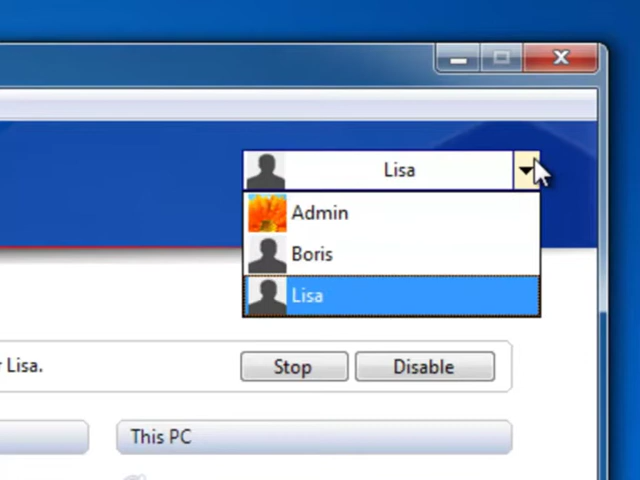 Lisa
Admin
Boris
Lisa
r Lisa.
Stop
Disable
This PC